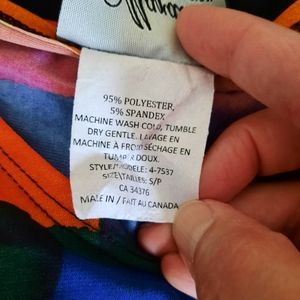 95% POLYESTER,
5% SPANDEX
MACHINE WASH COLD, TUMBLE
DRY GENTLE. LAVAGE EN
MACHINE À FROID SÉCHAGE EN
TUMBLER DOUX.
STYLE/MODELE: 4-7537
SIZE/TAILLES: S/P
CA 34376
MADE IN / FAIT AU CANADA